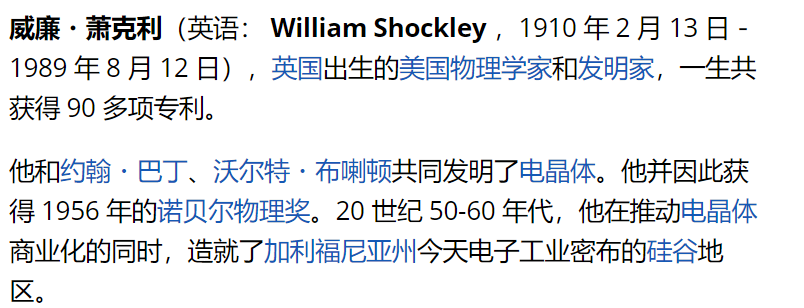 威廉·萧克利（英语： William Shockley ，1910 年 2 月 13 日 -
1989 年 8 月 12 日），英国出生的美国物理学家和发明家，一生共
获得 90 多项专利。
他和约翰·巴丁、沃尔特·布喇顿共同发明了电晶体。他并因此获
得 1956 年的诺贝尔物理奖。20 世纪 50-60 年代，他在推动电晶体
商业化的同时，造就了加利福尼亚州今天电子工业密布的硅谷地
区。